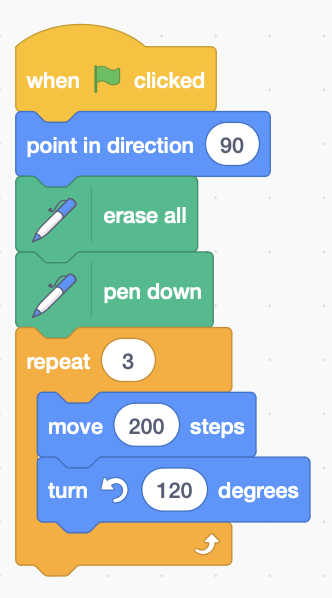 when clicked
point in direction 90
erase all
pen down
repeat 3
move 200 steps
turn 120 degrees